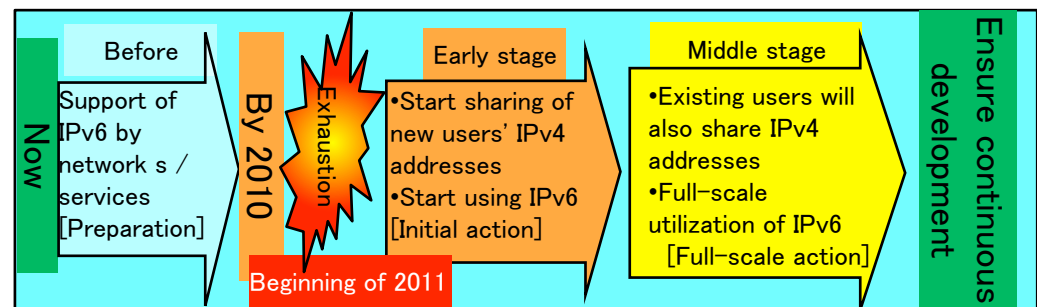 Now
Before
Support of
IPv6 by
network s /
services
[Preparation]
By 2010
Exhaustion
Beginning of 2011
Early stage
•Start sharing of
new users' IPv4
addresses
•Start using IPv6
[Initial action]
Middle stage
•Existing users will
also share IPv4
addresses
•Full-scale
utilization of IPv6
[Full-scale action]
Ensure continuous
development